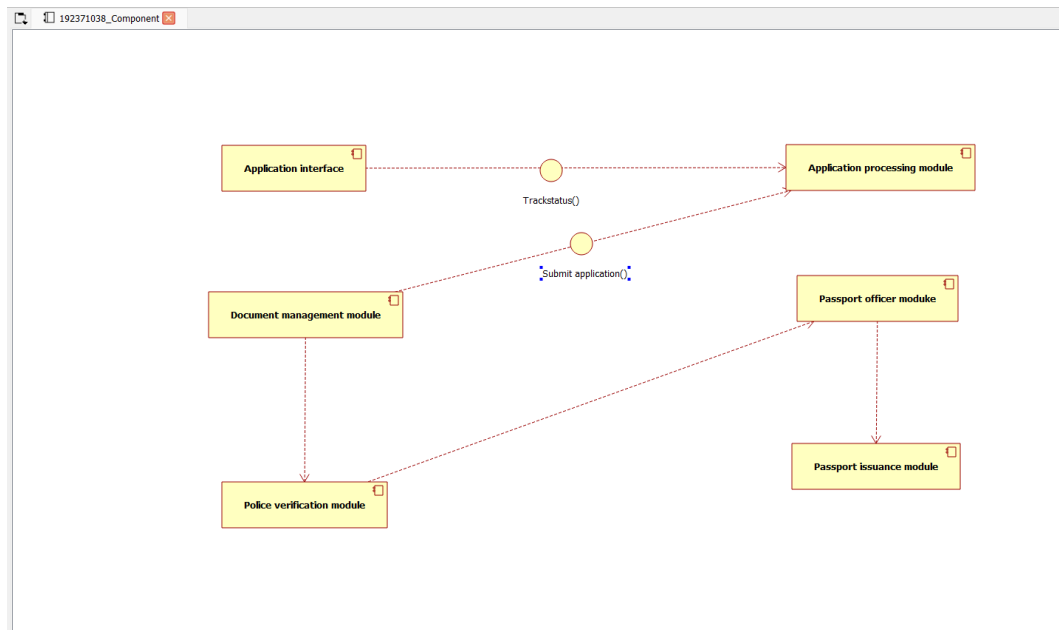 192371038_Component
Application interface
Application processing module
Trackstatus()
Submit application()
Document management module
Passport officer moduke
Passport issuance module
Police verification module